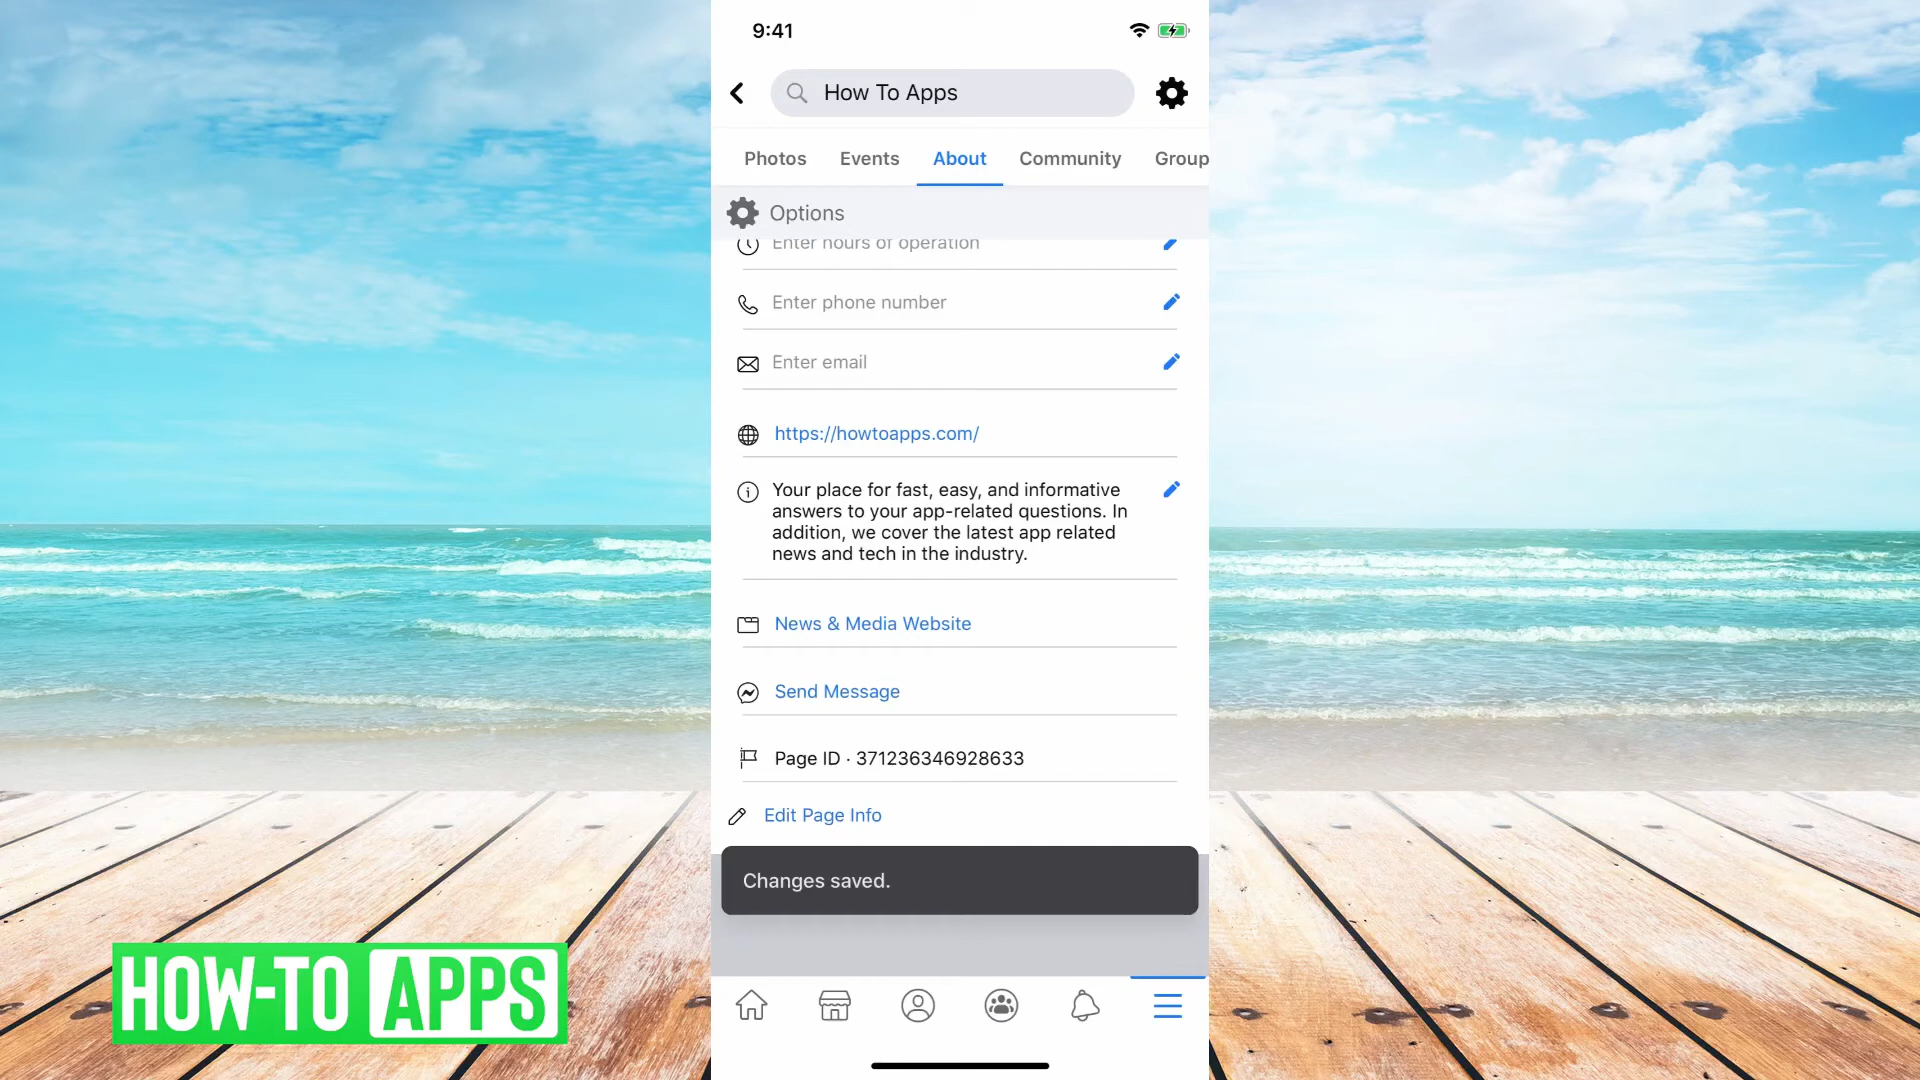 9:41
How To Apps
Photos Events About Community Group
Options
Enter hours of operation
Enter phone number
Enter email
https://howtoapps.com/
Your place for fast, easy, and informative
answers to your app-related questions. In
addition, we cover the latest app related
news and tech in the industry.
News & Media Website
Send Message
Page ID · 371236346928633
Edit Page Info
Changes saved.
HOW-TO APPS